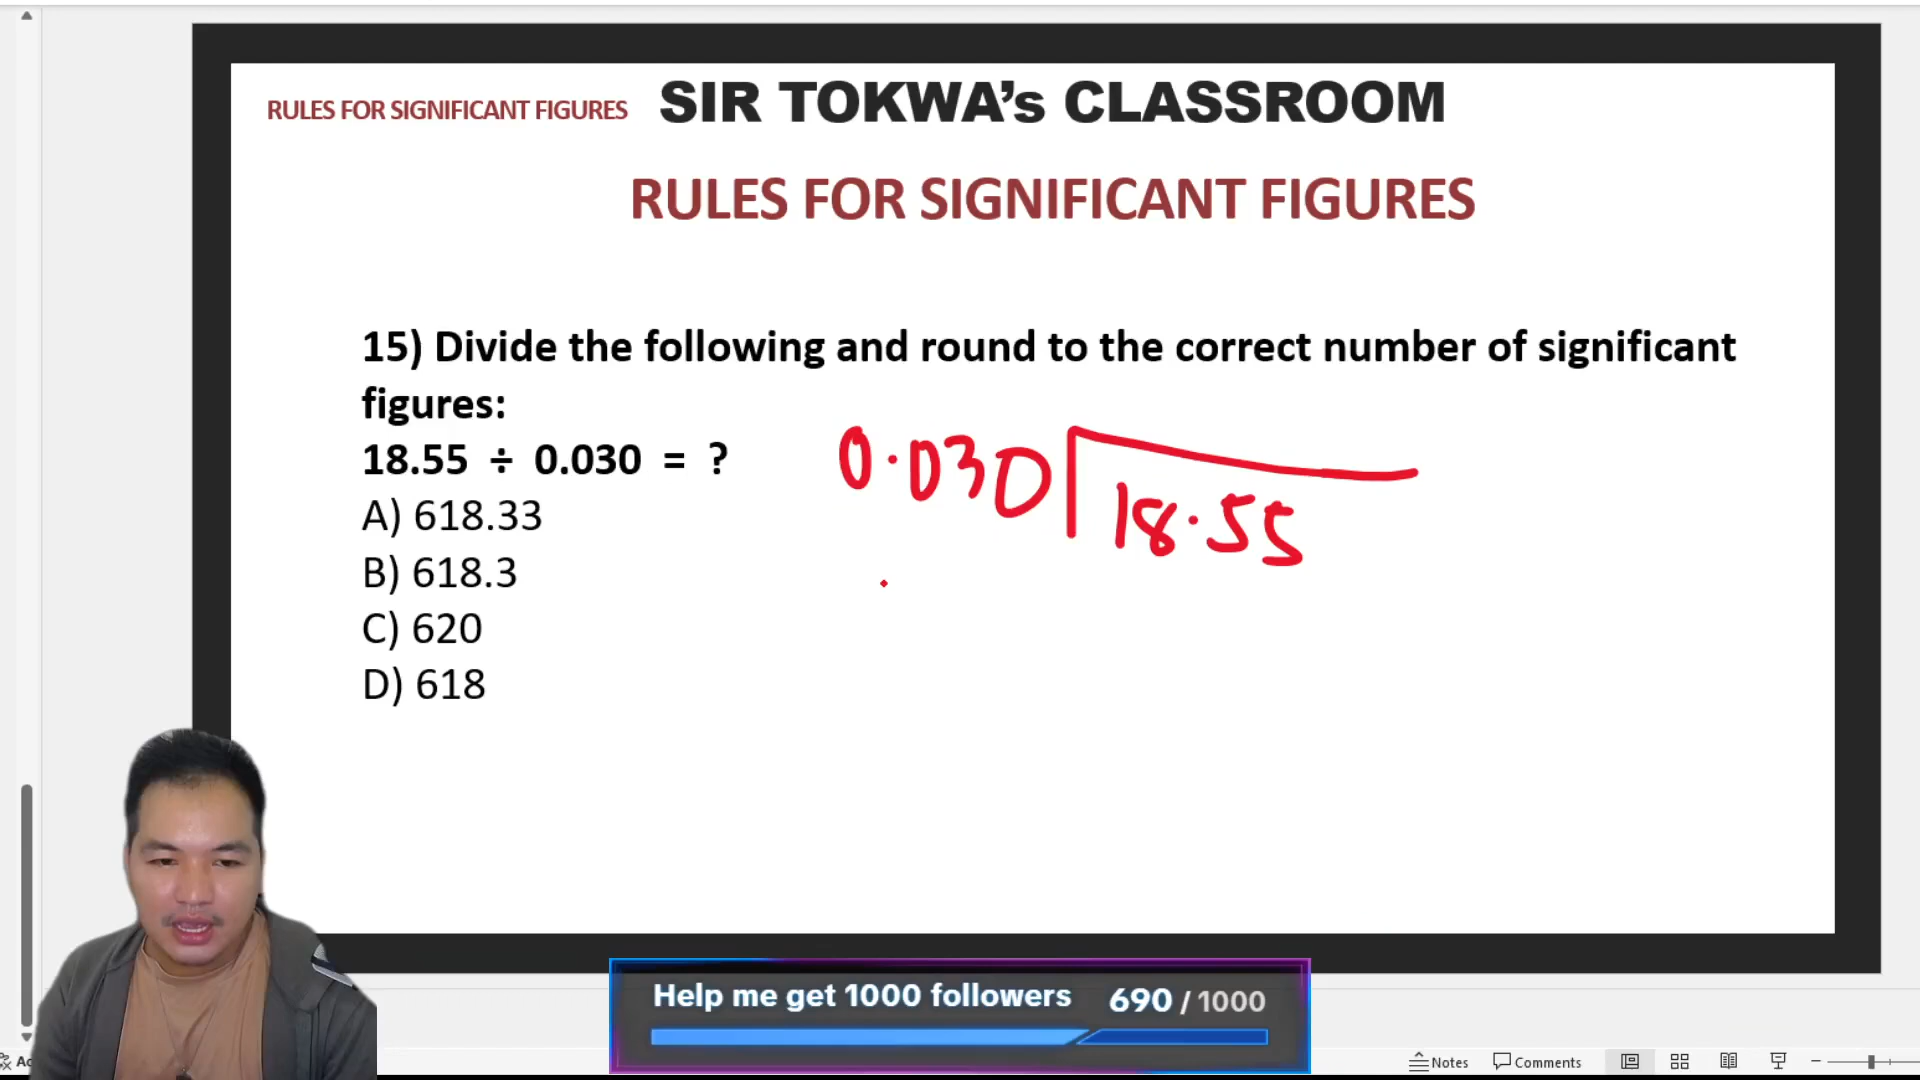 RULES FOR SIGNIFICANT FIGURES
SIR TOKWA's CLASSROOM
RULES FOR SIGNIFICANT FIGURES
15) Divide the following and round to the correct number of significant
figures:
18.55 ÷ 0.030 = ?
0.030
18.55
A) 618.33
B) 618.3
C) 620
D) 618
Help me get 1000 followers 690 / 1000
Notes Comments